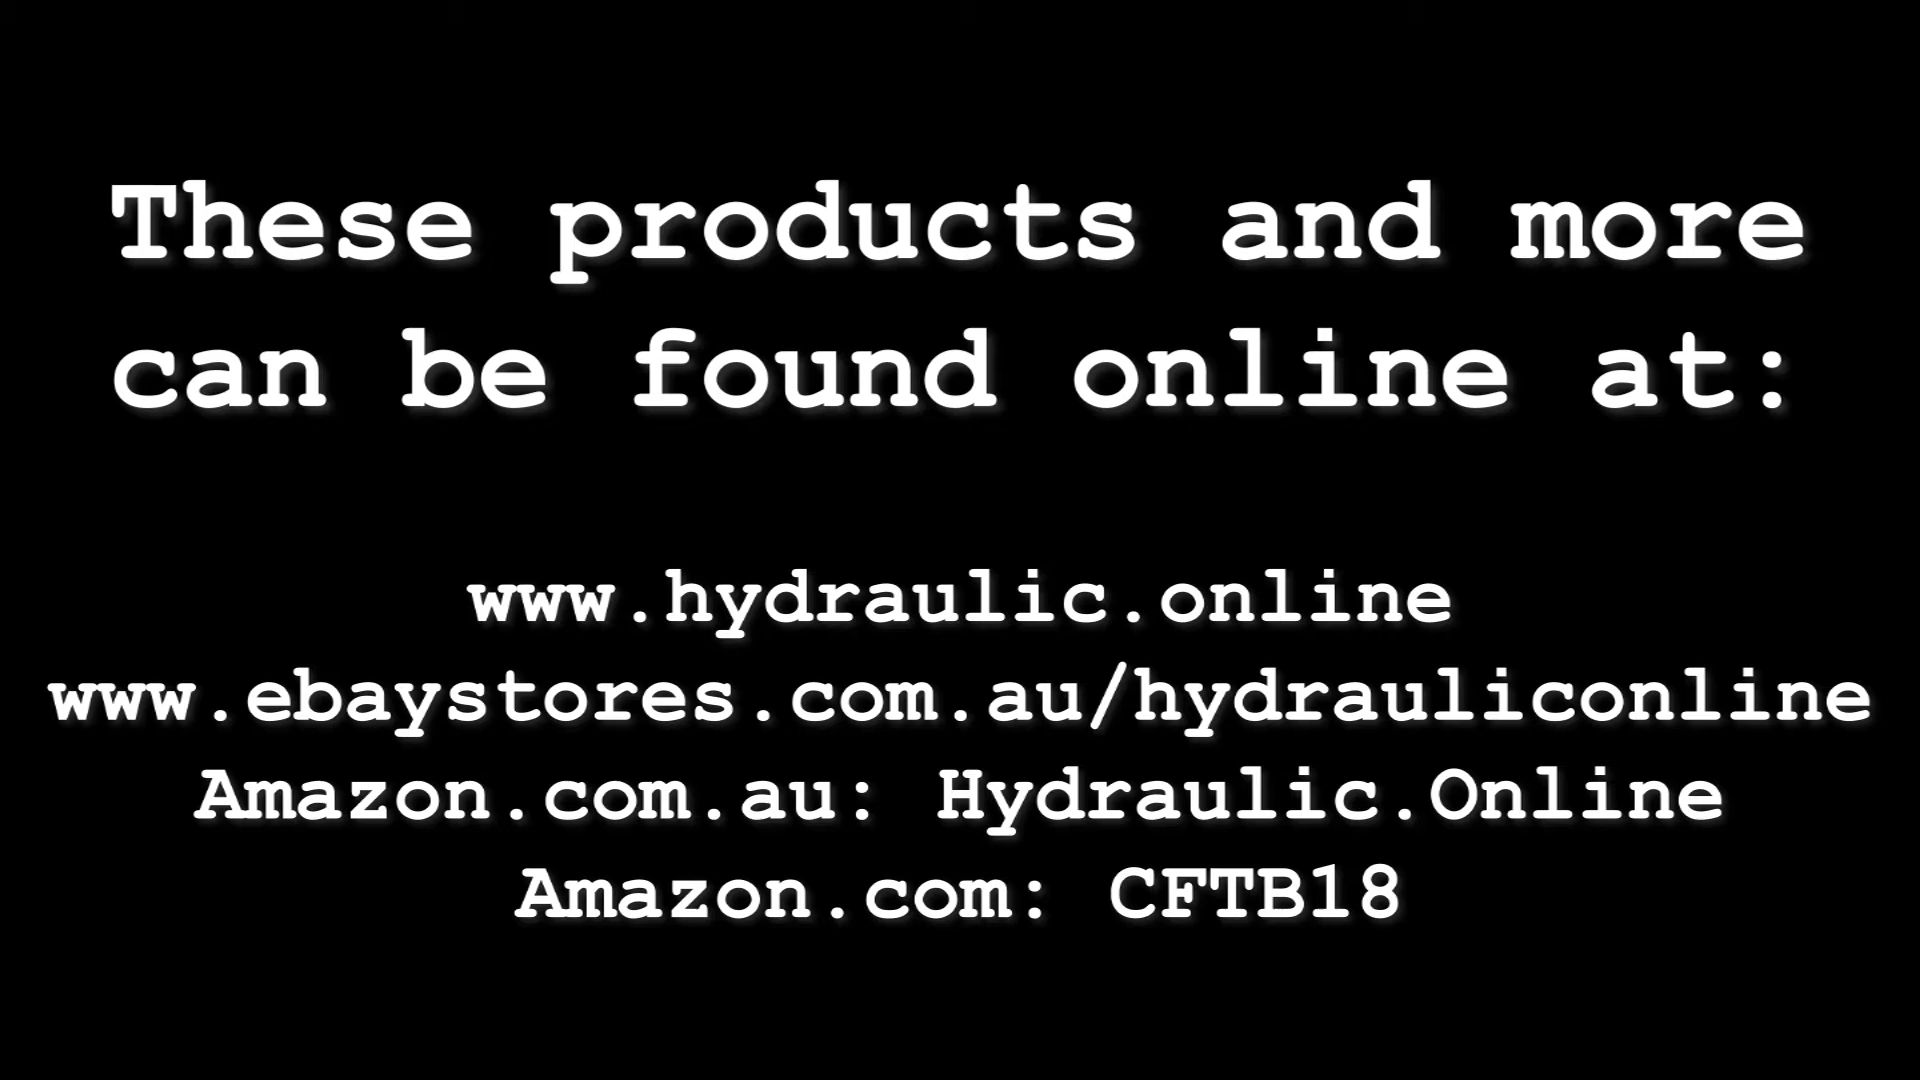 These products and more
can be found online at:
www.hydraulic.online
www.ebaystores.com.au/hydrauliconline
Amazon.com.au: Hydraulic.Online
Amazon.com: CFTB18